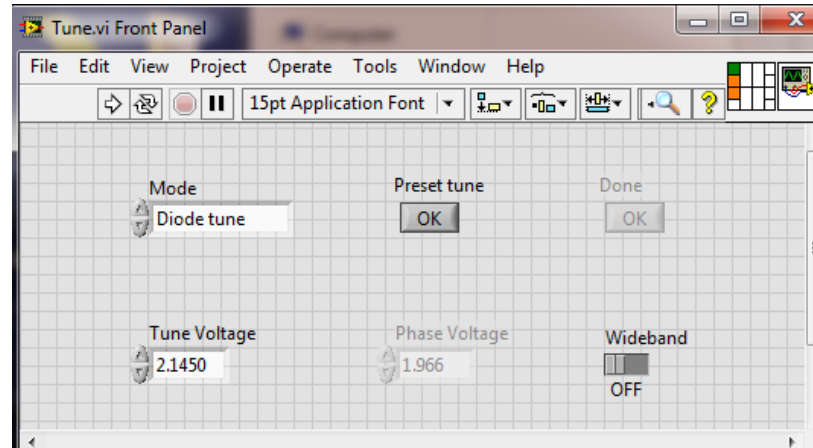 Tune.vi Front Panel
File Edit View Project Operate Tools Window Help
15pt Application Font
Mode
Preset tune
Done
Diode tune
OK
OK
Tune Voltage
Phase Voltage
Wideband
2.1450
1.966
OFF